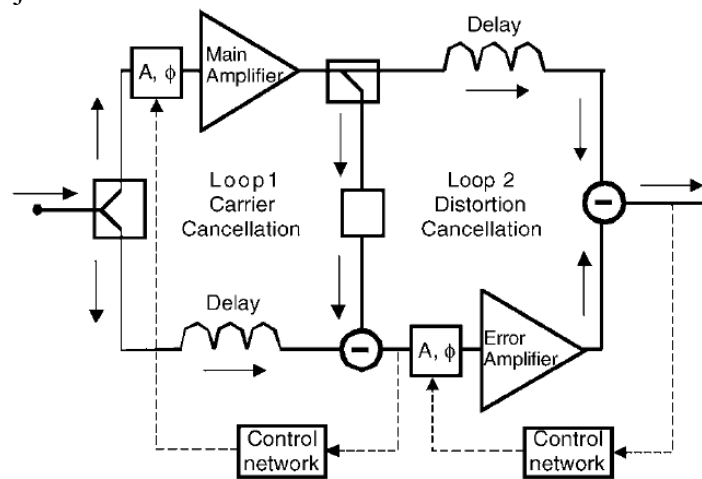 Delay
A, ϕ
Main
Amplifier
Loop 1
Carrier
Cancellation
Loop 2
Distortion
Cancellation
Delay
A, ϕ
Error
Amplifier
Control
network
Control
network